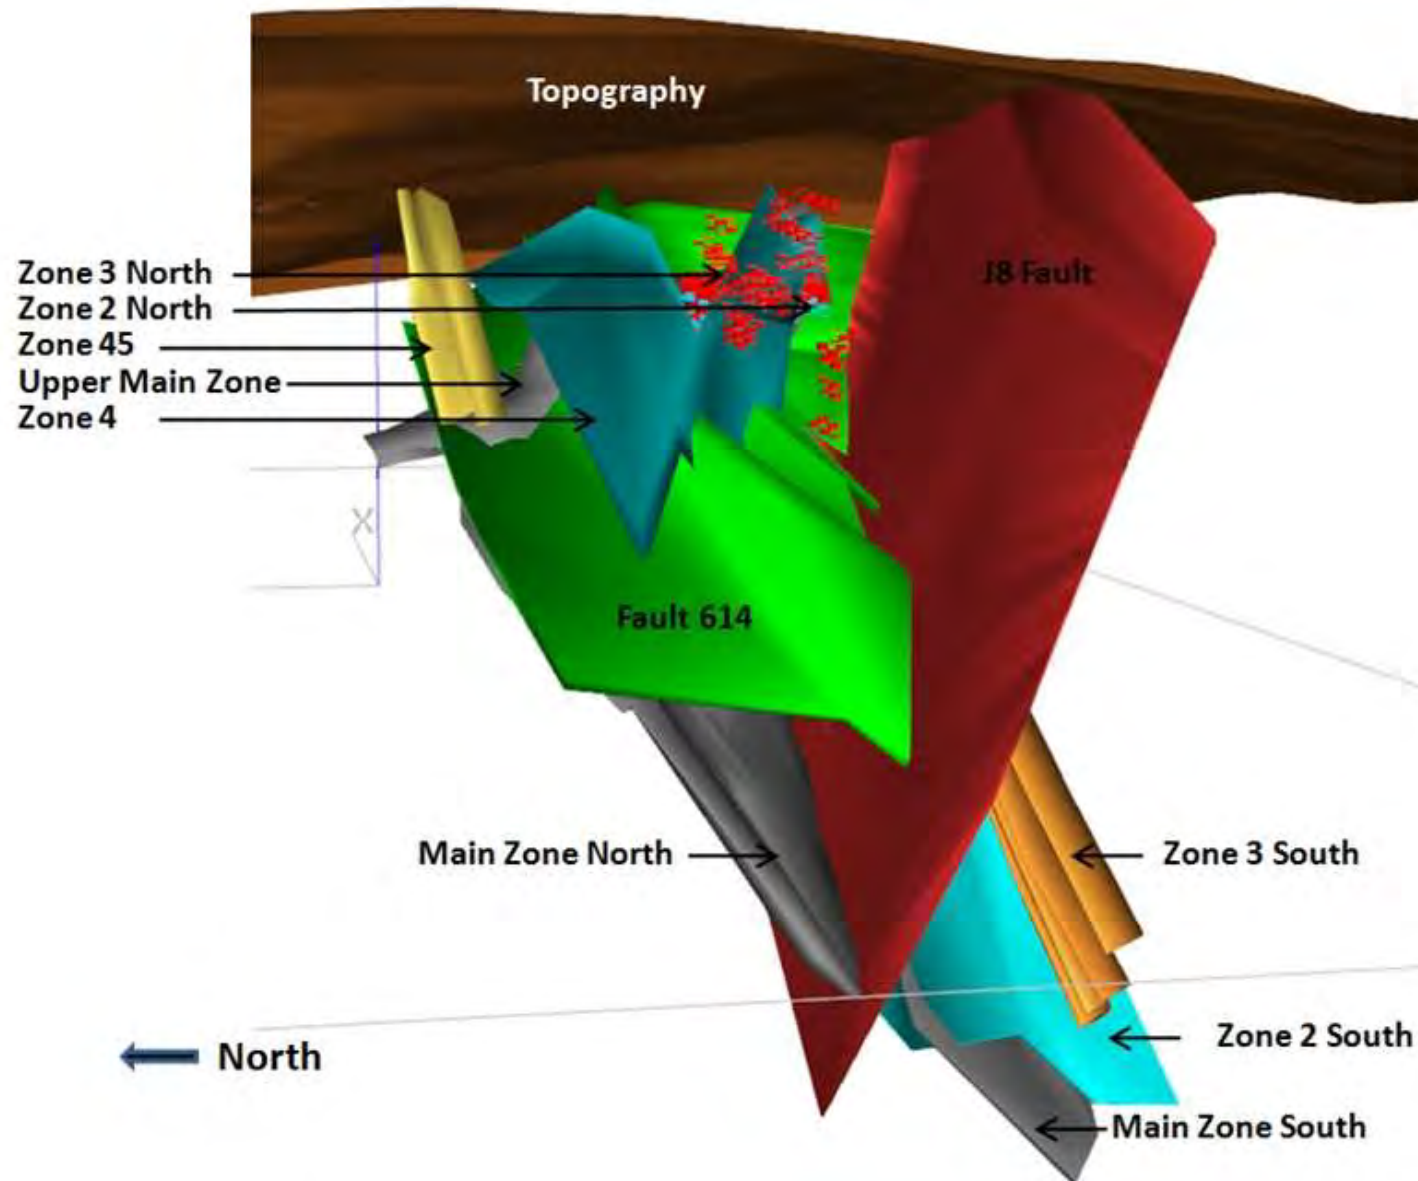 Topography
Zone 3 North
J8 Fault
Zone 2 North
Zone 45
Upper Main Zone
Zone 4
X
Fault 614
Main Zone North
Zone 3 South
Zone 2 South
North
Main Zone South